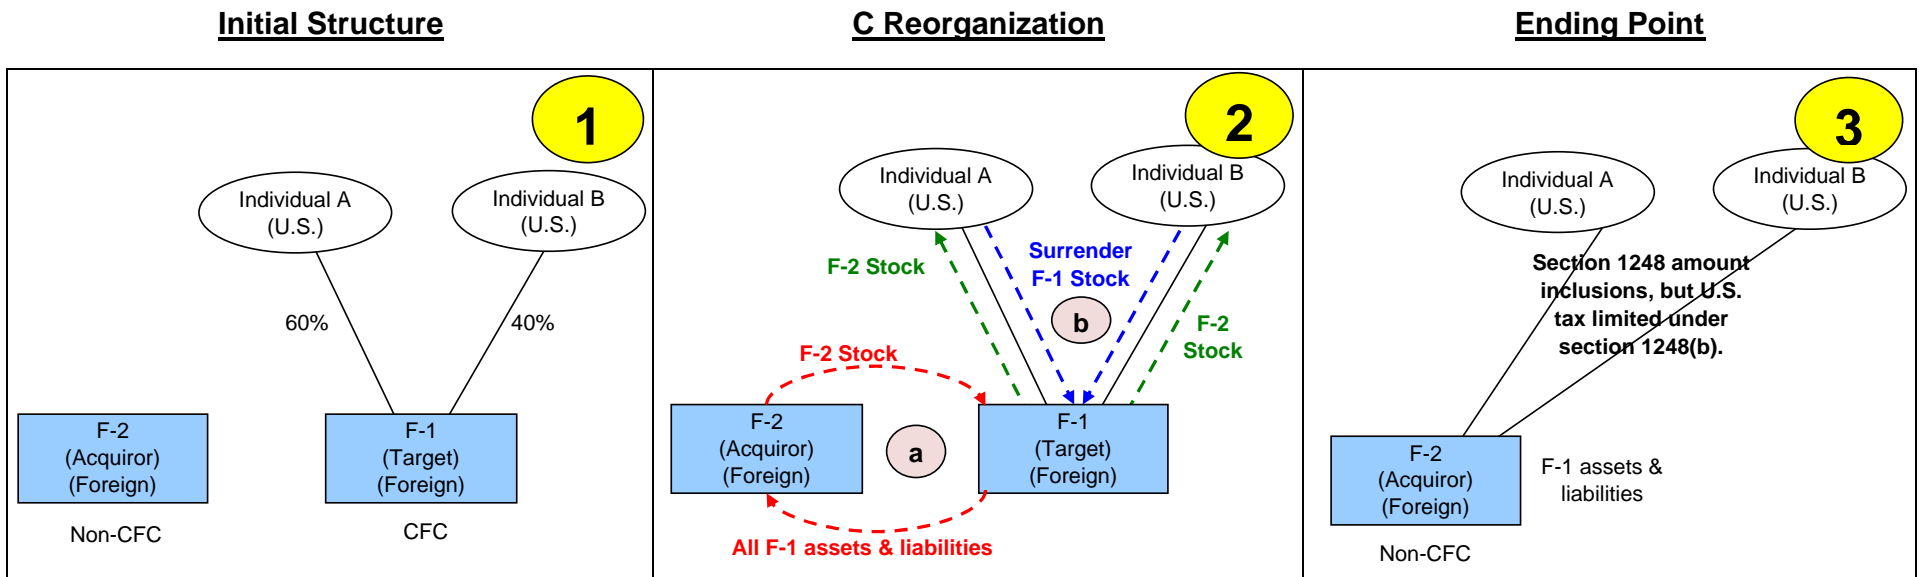 Initial Structure
C Reorganization
Ending Point
1
Individual A
(U.S.)
Individual B
(U.S.)
60%
40%
F-2
(Acquiror)
(Foreign)
Non-CFC
F-1
(Target)
(Foreign)
CFC
2
Individual A
(U.S.)
Individual B
(U.S.)
F-2 Stock
Surrender
F-1 Stock
b
F-2
Stock
F-2 Stock
F-2
(Acquiror)
(Foreign)
a
F-1
(Target)
(Foreign)
All F-1 assets & liabilities
3
Individual A
(U.S.)
Individual B
(U.S.)
Section 1248 amount
inclusions, but U.S.
tax limited under
section 1248(b).
F-2
(Acquiror)
(Foreign)
F-1 assets &
liabilities
Non-CFC